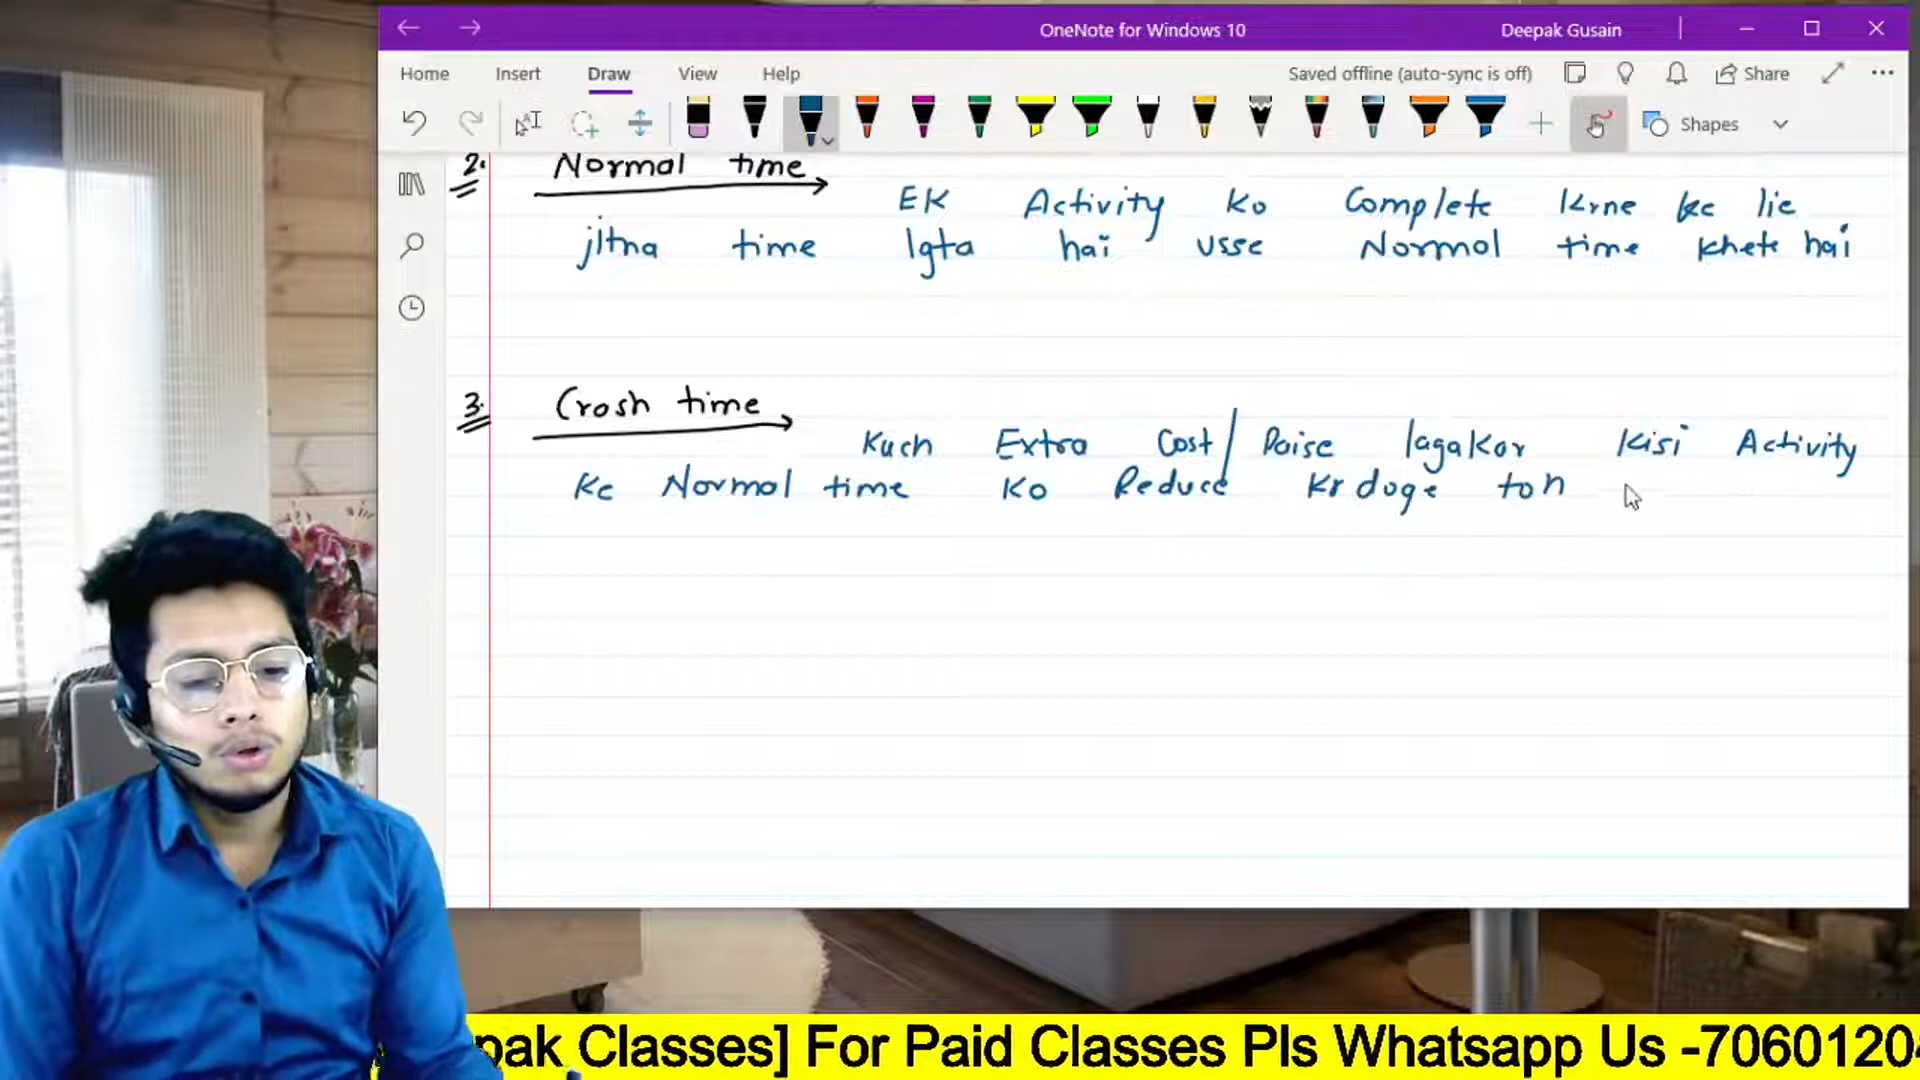 OneNote for Windows 10
Deepak Gusain
Home Insert Draw View Help
Saved offline (auto-sync is off)
Share
Shapes
2. Normal time
EK Activity Ko Complete Krne ke lie
jitna time lgta hai usse Normal time khete hai
3. Crash time
Kuch Extra Cost/ Paise lagakar Kisi Activity
Ke Normal time Ko Reduce Kr doge toh
pak Classes] For Paid Classes Pls Whatsapp Us -7060120